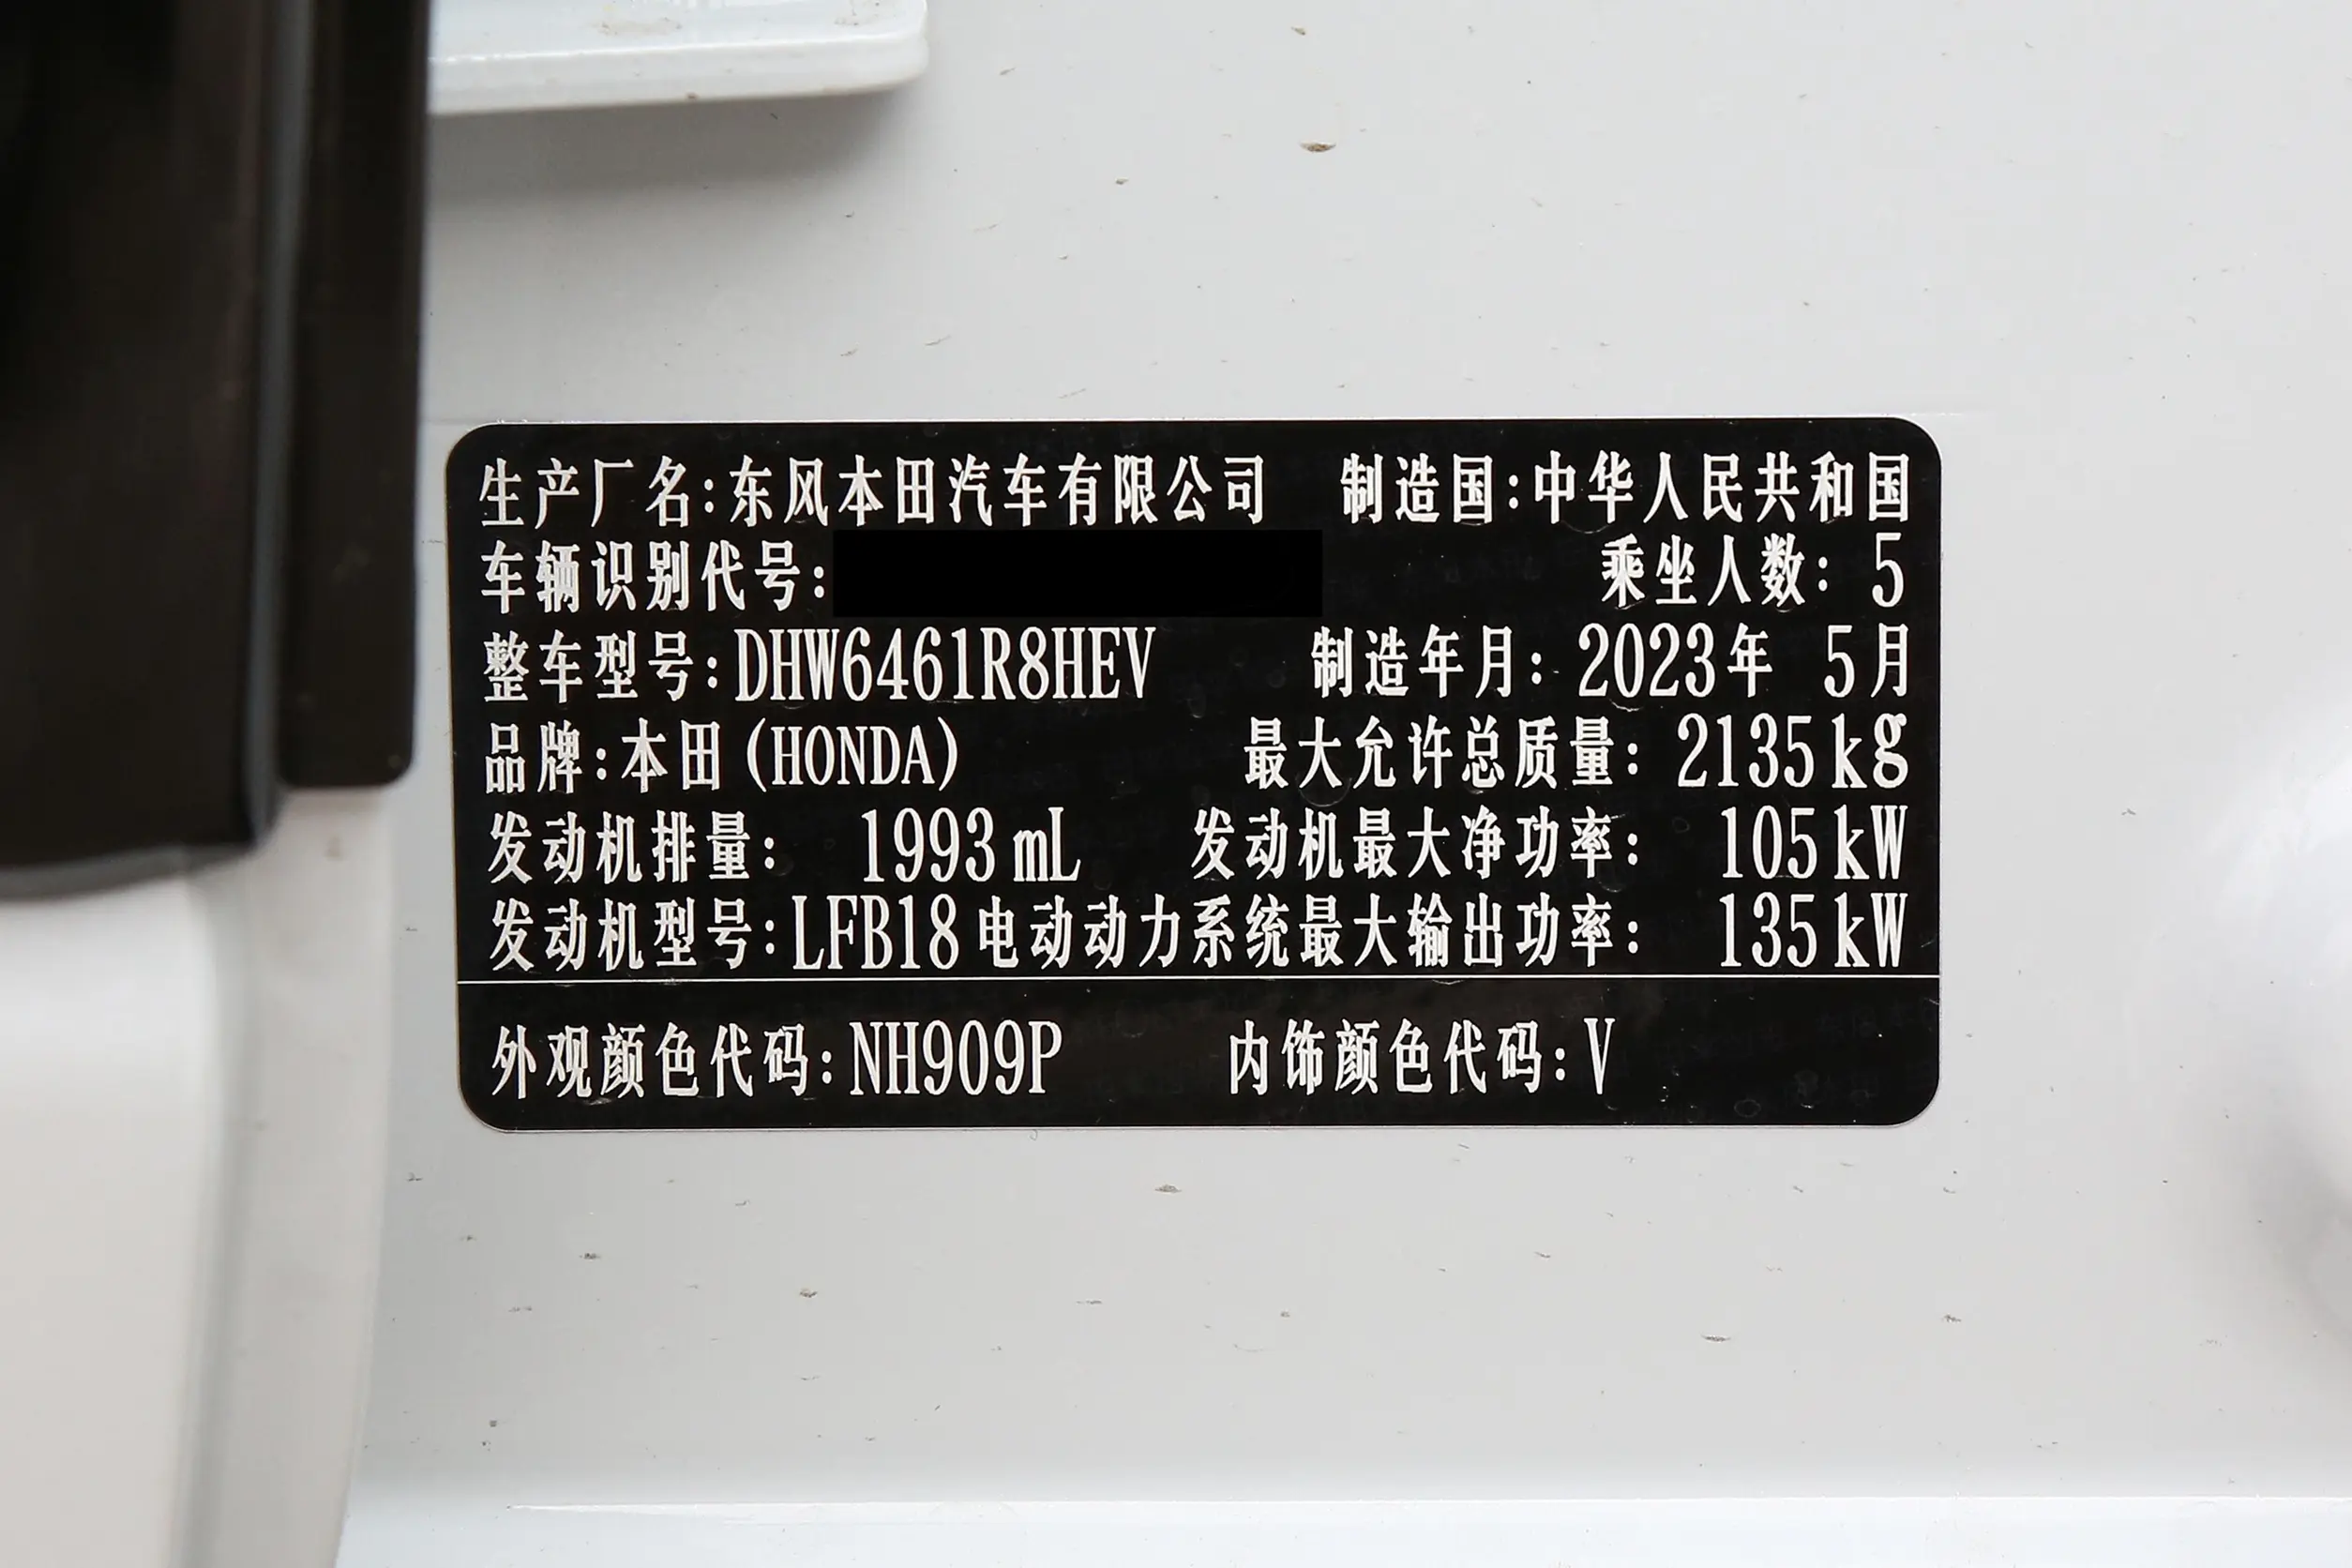 生产厂名:东风本田汽车有限公司 制造国:中华人民共和国
车辆识别代号: 乘坐人数: 5
整车型号:DHW6461R8HEV 制造年月: 2023年 5月
品牌:本田(HONDA) 最大允许总质量: 2135kg
发动机排量: 1993mL 发动机最大净功率: 105kW
发动机型号:LFB18 电动动力系统最大输出功率: 135kW
外观颜色代码:NH909P 内饰颜色代码:V